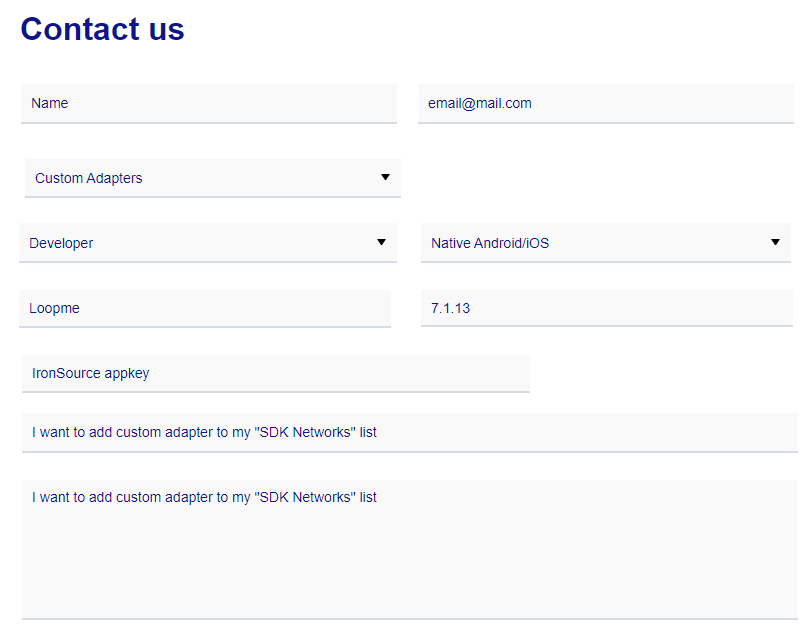 Contact us
Name
email@mail.com
Custom Adapters
Developer
Native Android/iOS
Loopme
7.1.13
IronSource appkey
I want to add custom adapter to my "SDK Networks" list
I want to add custom adapter to my "SDK Networks" list